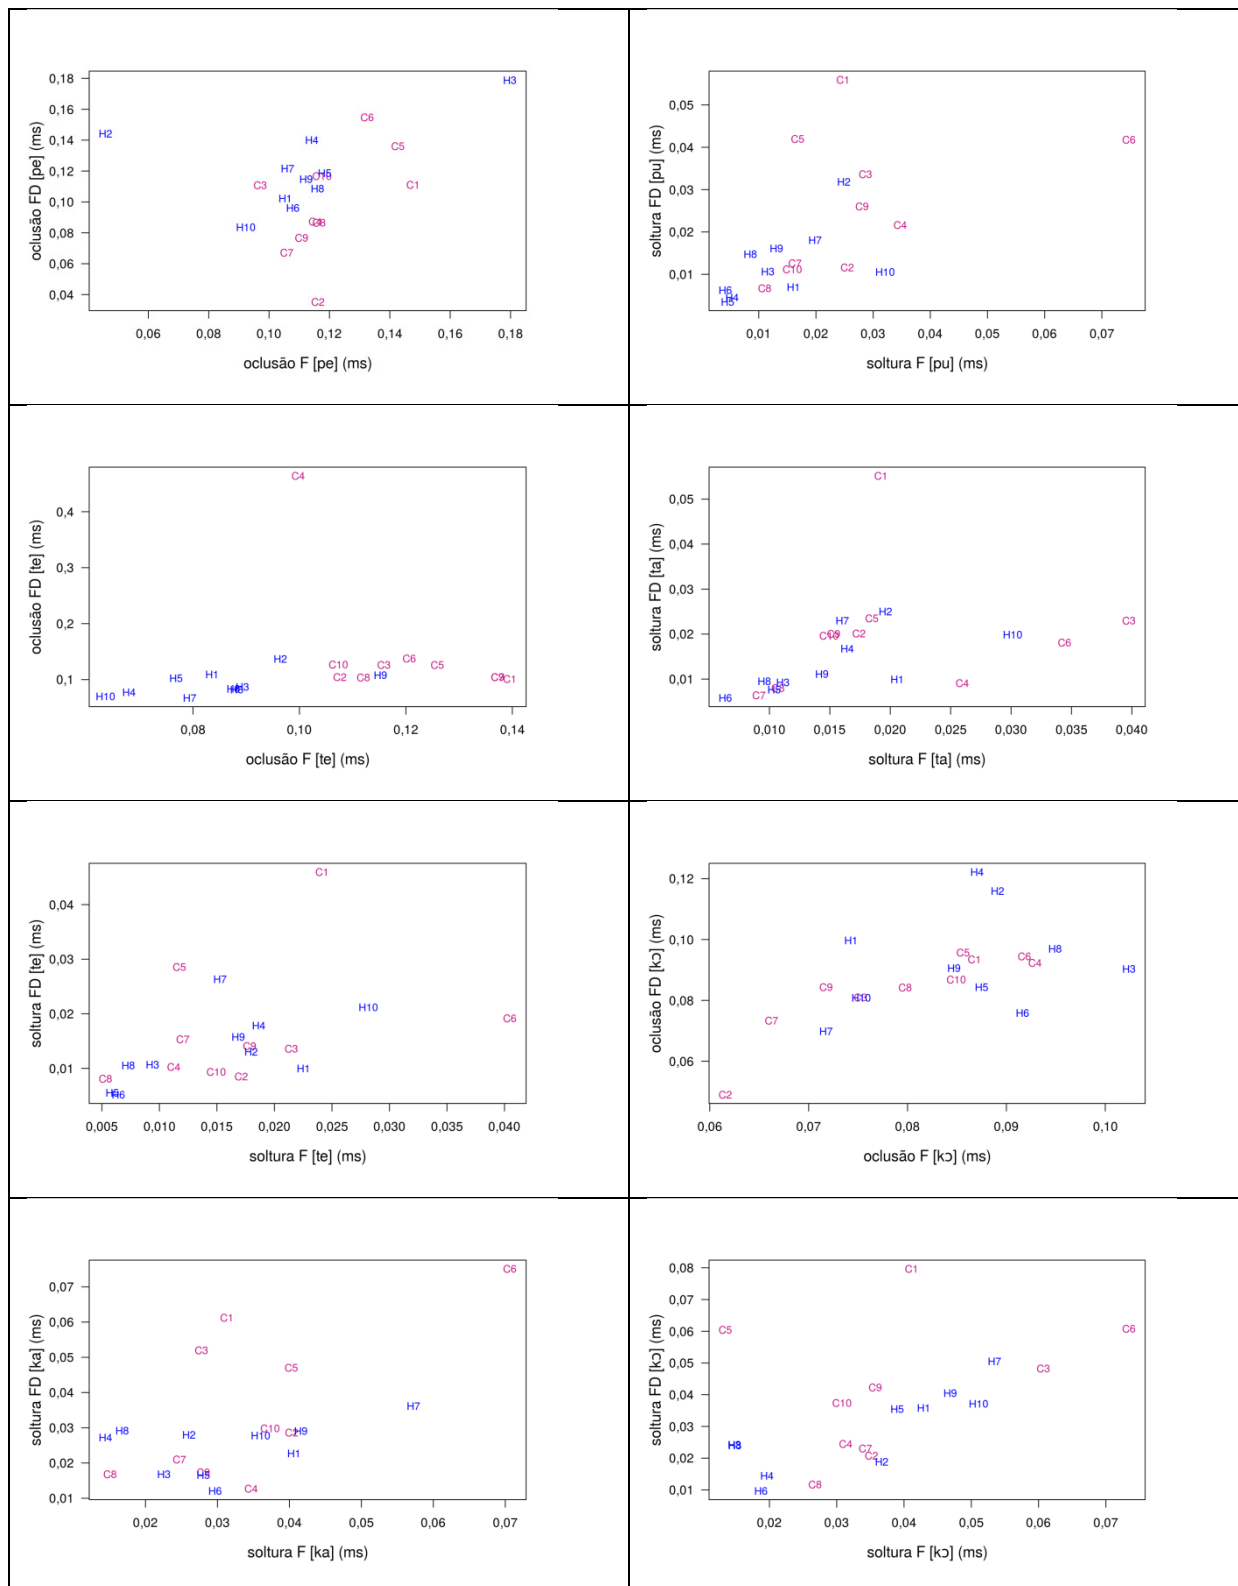 oclusão FD [pe] (ms)
0,18
0,16
0,14
0,12
0,10
0,08
0,06
0,04
H3
C6
H2
H4
C5
H7
H5
C10
H9
C3
C1
H8
H1
H6
H10
C4
C8
C9
C7
C2
0,06 0,08 0,10 0,12 0,14 0,16 0,18
oclusão F [pe] (ms)
soltura FD [pu] (ms)
0,05
0,04
0,03
0,02
0,01
C1
C5
C6
C3
H2
C9
C4
H7
H9
H8
C7
C10
C2
H3
H10
H1
C8
H6
H4
H5
0,01 0,02 0,03 0,04 0,05 0,06 0,07
soltura F [pu] (ms)
oclusão FD [te] (ms)
0,4
0,3
0,2
0,1
C4
H2
C6
C10
C3
C5
H9
H1
H5
C2
C8
C1
H3
H4
H10
H7
0,08 0,10 0,12 0,14
oclusão F [te] (ms)
soltura FD [ta] (ms)
0,05
0,04
0,03
0,02
0,01
C1
H2
C5
H7
C3
C10
C9
C2
H10
C6
H4
H9
H1
H8
H3
C4
C8
H5
C7
H6
0,010 0,015 0,020 0,025 0,030 0,035 0,040
soltura F [ta] (ms)
soltura FD [te] (ms)
0,04
0,03
0,02
0,01
C1
C5
H7
H10
C6
H4
H9
C7
C9
C3
H2
H8
H3
C4
H1
C10
C2
C8
H5
H6
0,005 0,010 0,015 0,020 0,025 0,030 0,035 0,040
soltura F [te] (ms)
oclusão FD [kɔ] (ms)
0,12
0,10
0,08
0,06
H4
H2
H1
H8
C5
C6
C1
C4
H9
H3
C10
C9
C8
H5
C3
H10
H6
C7
H7
C2
0,06 0,07 0,08 0,09 0,10
oclusão F [kɔ] (ms)
soltura FD [ka] (ms)
0,07
0,06
0,05
0,04
0,03
0,02
0,01
C6
C1
C3
C5
H7
C10
H8
H9
C2
H2
H10
H4
H1
C7
C9
H5
C8
H3
C4
H6
0,02 0,03 0,04 0,05 0,06 0,07
soltura F [ka] (ms)
soltura FD [kɔ] (ms)
0,08
0,07
0,06
0,05
0,04
0,03
0,02
0,01
C1
C5
C6
H7
C3
C9
H9
C10
H10
H5
H1
C4
C7
C2
H2
H4
C8
H6
0,02 0,03 0,04 0,05 0,06 0,07
soltura F [kɔ] (ms)